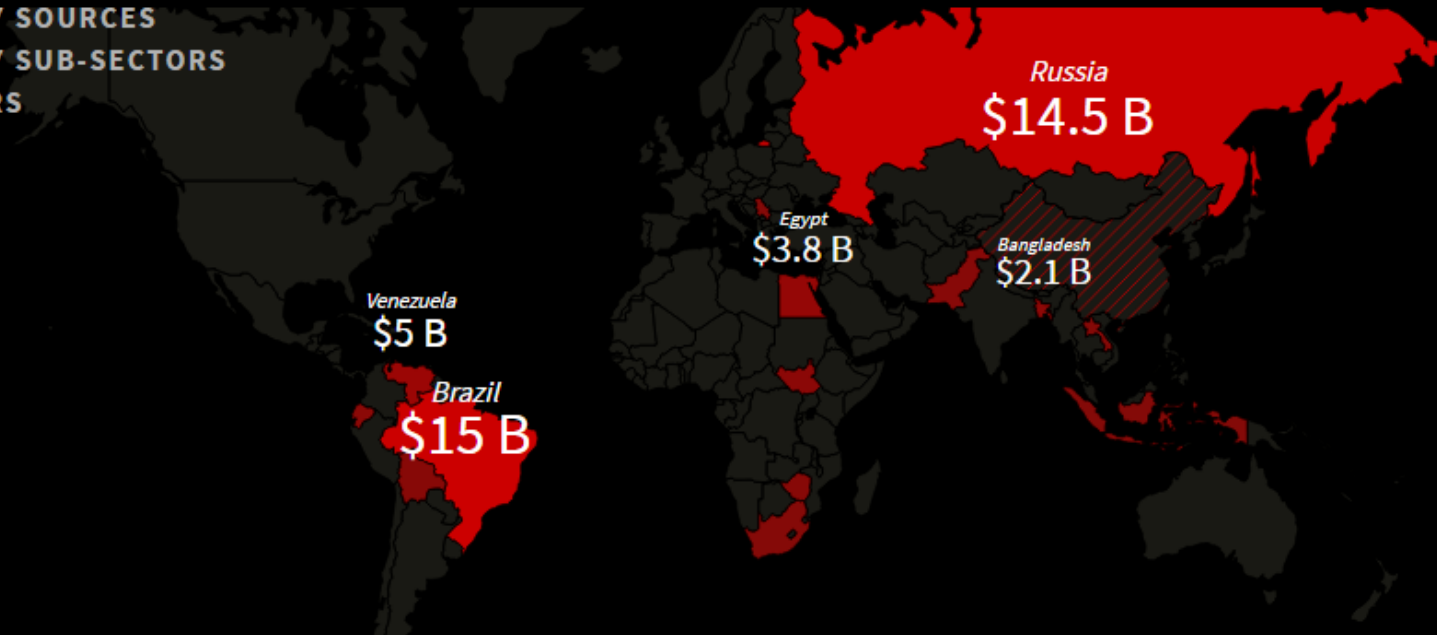 SOURCES
SUB-SECTORS
RS
Russia
$14.5 B
Egypt
$3.8 B
Bangladesh
$2.1 B
Venezuela
$5 B
Brazil
$15 B